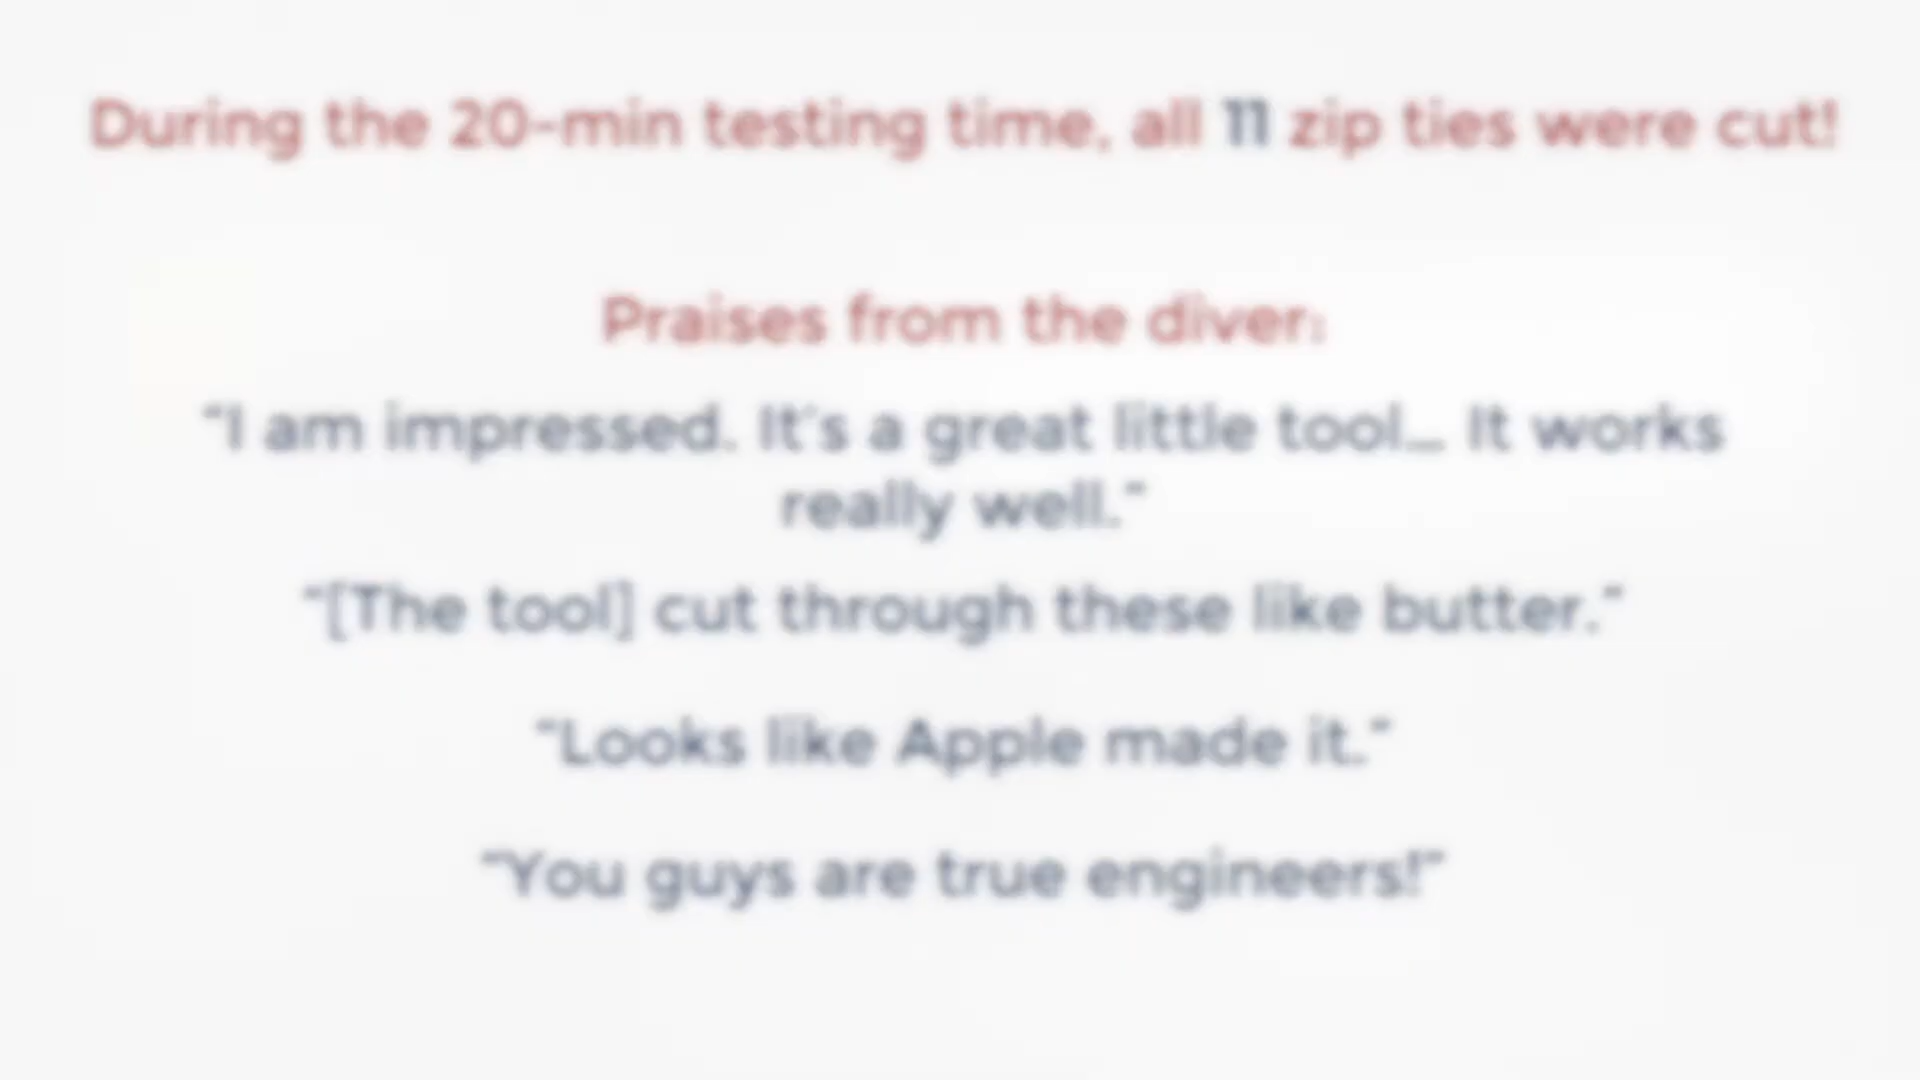 During the 20-min testing time, all 11 zip ties were cut!
Praises from the diver:
“I am impressed. It’s a great little tool... It works
really well.”
“[The tool] cut through these like butter.”
“Looks like Apple made it.”
“You guys are true engineers!”